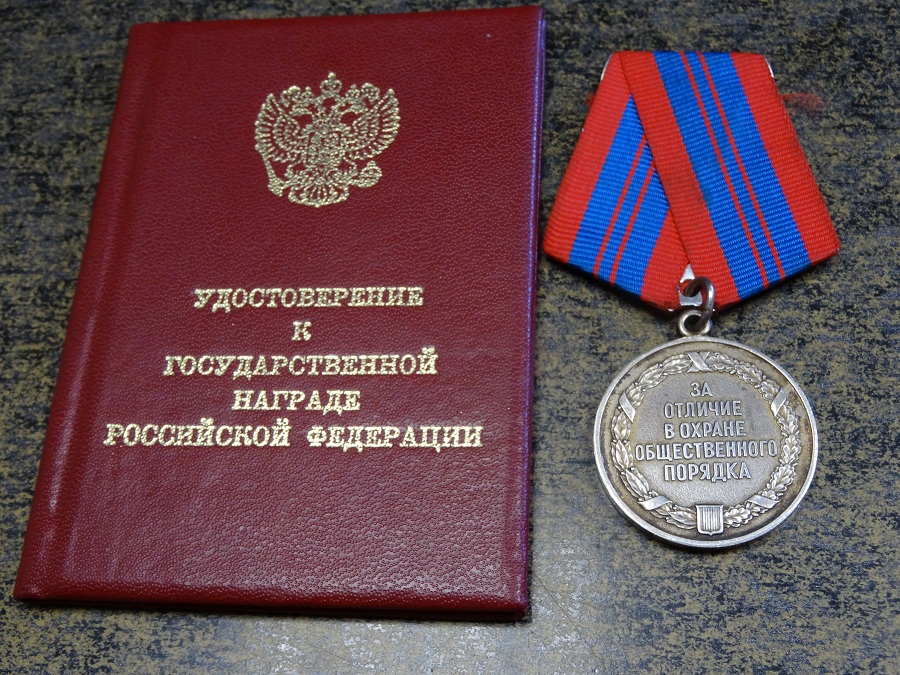 УДОСТОВЕРЕНИЕ
К
ГОСУДАРСТВЕННОЙ
НАГРАДЕ
РОССИЙСКОЙ ФЕДЕРАЦИИ
ЗА
ОТЛИЧИЕ
В ОХРАНЕ
ОБЩЕСТВЕННОГО
ПОРЯДКА